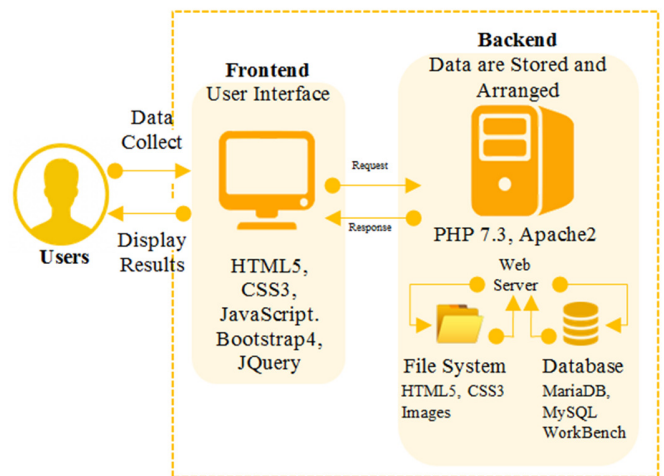 Backend
Data are Stored and
Arranged
Frontend
User Interface
Data
Collect
Request
Response
Users
Display
Results
PHP 7.3, Apache2
HTML5,
CSS3,
JavaScript.
Bootstrap4,
JQuery
Web
Server
File System
HTML5, CSS3
Images
Database
MariaDB,
MySQL
WorkBench